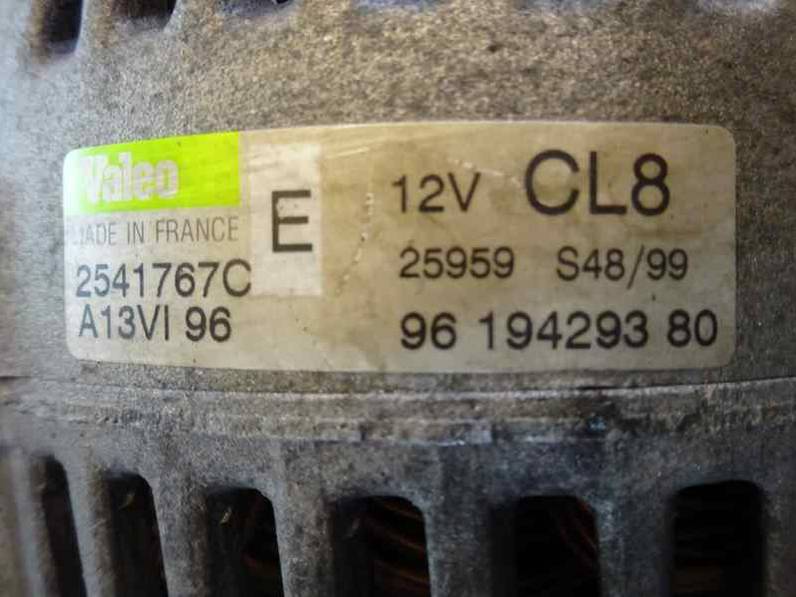 Valeo
MADE IN FRANCE
2541767C
A13VI 96
E
12V CL8
25959 S48/99
96 194293 80